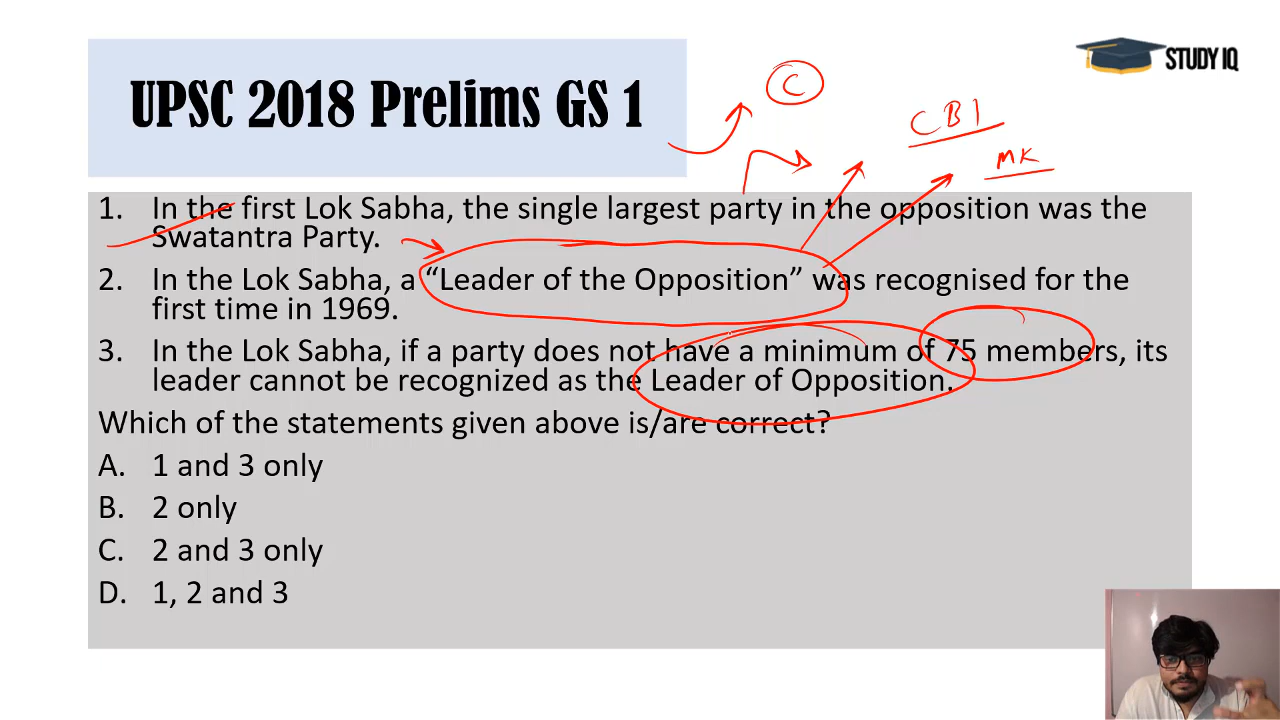 UPSC 2018 Prelims GS 1
C
CBI
MK
STUDY IQ
1. In the first Lok Sabha, the single largest party in the opposition was the
Swatantra Party.
2. In the Lok Sabha, a “Leader of the Opposition” was recognised for the
first time in 1969.
3. In the Lok Sabha, if a party does not have a minimum of 75 members, its
leader cannot be recognized as the Leader of Opposition.
Which of the statements given above is/are correct?
A. 1 and 3 only
B. 2 only
C. 2 and 3 only
D. 1, 2 and 3